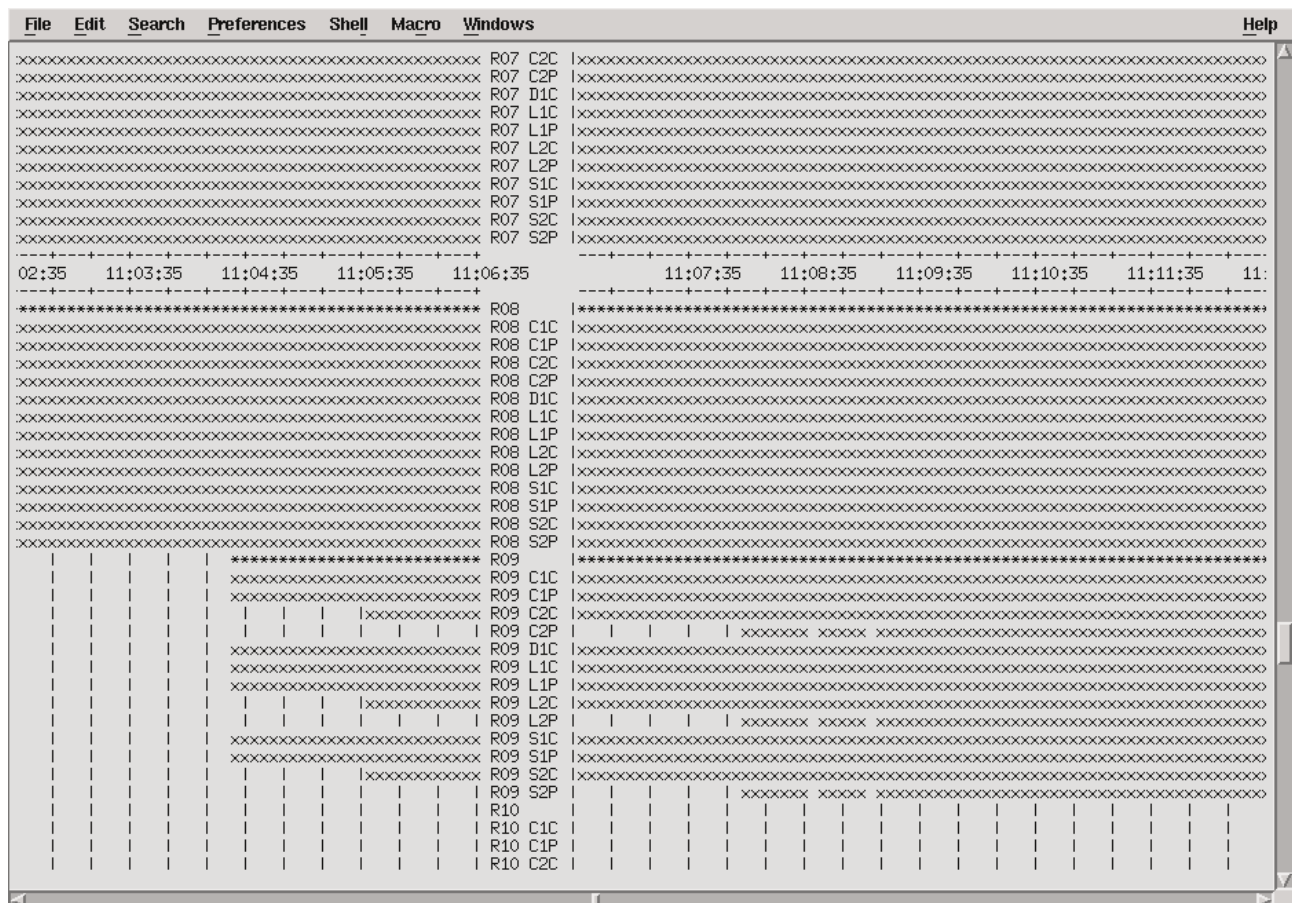 File Edit Search Preferences Shell Macro Windows Help
R07 C2C
R07 C2P
R07 D1C
R07 L1C
R07 L1P
R07 L2C
R07 L2P
R07 S1C
R07 S1P
R07 S2C
R07 S2P
02:35 11:03:35 11:04:35 11:05:35 11:06:35 11:07:35 11:08:35 11:09:35 11:10:35 11:11:35 11:
R08
R08 C1C
R08 C1P
R08 C2C
R08 C2P
R08 D1C
R08 L1C
R08 L1P
R08 L2C
R08 L2P
R08 S1C
R08 S1P
R08 S2C
R08 S2P
R09
R09 C1C
R09 C1P
R09 C2C
R09 C2P
R09 D1C
R09 L1C
R09 L1P
R09 L2C
R09 L2P
R09 S1C
R09 S1P
R09 S2C
R09 S2P
R10
R10 C1C
R10 C1P
R10 C2C